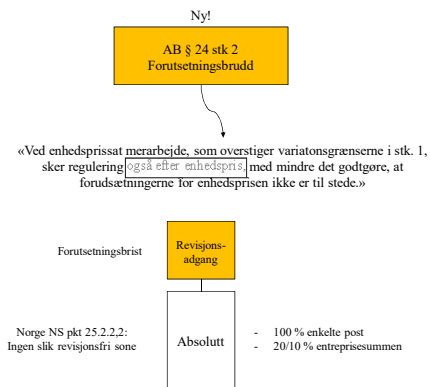 Ny!
AB § 24 stk 2
Forutsetningsbrudd
«Ved enhedsprissat merarbejde, som overstiger variatonsgrænserne i stk. 1,
sker regulering også efter enhedspris, med mindre det godtgøre, at
forudsætningerne for enhedsprisen ikke er til stede.»
Forutsetningsbrist
Revisjons-
adgang
Norge NS pkt 25.2.2,2:
Ingen slik revisjonsfri sone
Absolutt
- 100 % enkelte post
- 20/10 % entreprisesummen